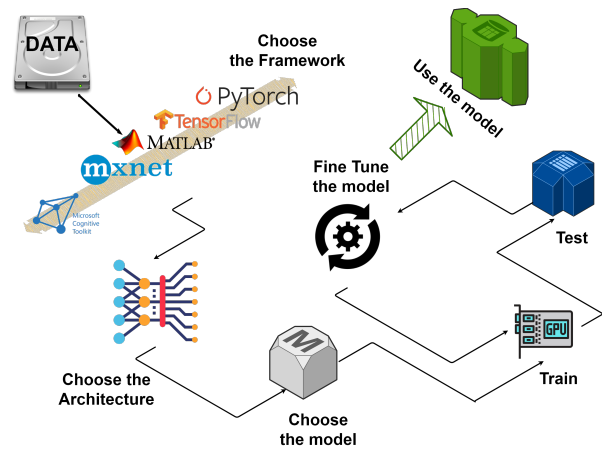 DATA
Choose
the Framework
PyTorch
TensorFlow
MATLAB®
mxnet
Microsoft
Cognitive
Toolkit
Use the model
Fine Tune
the model
Test
GPU
Train
Choose the
Architecture
M
Choose
the model